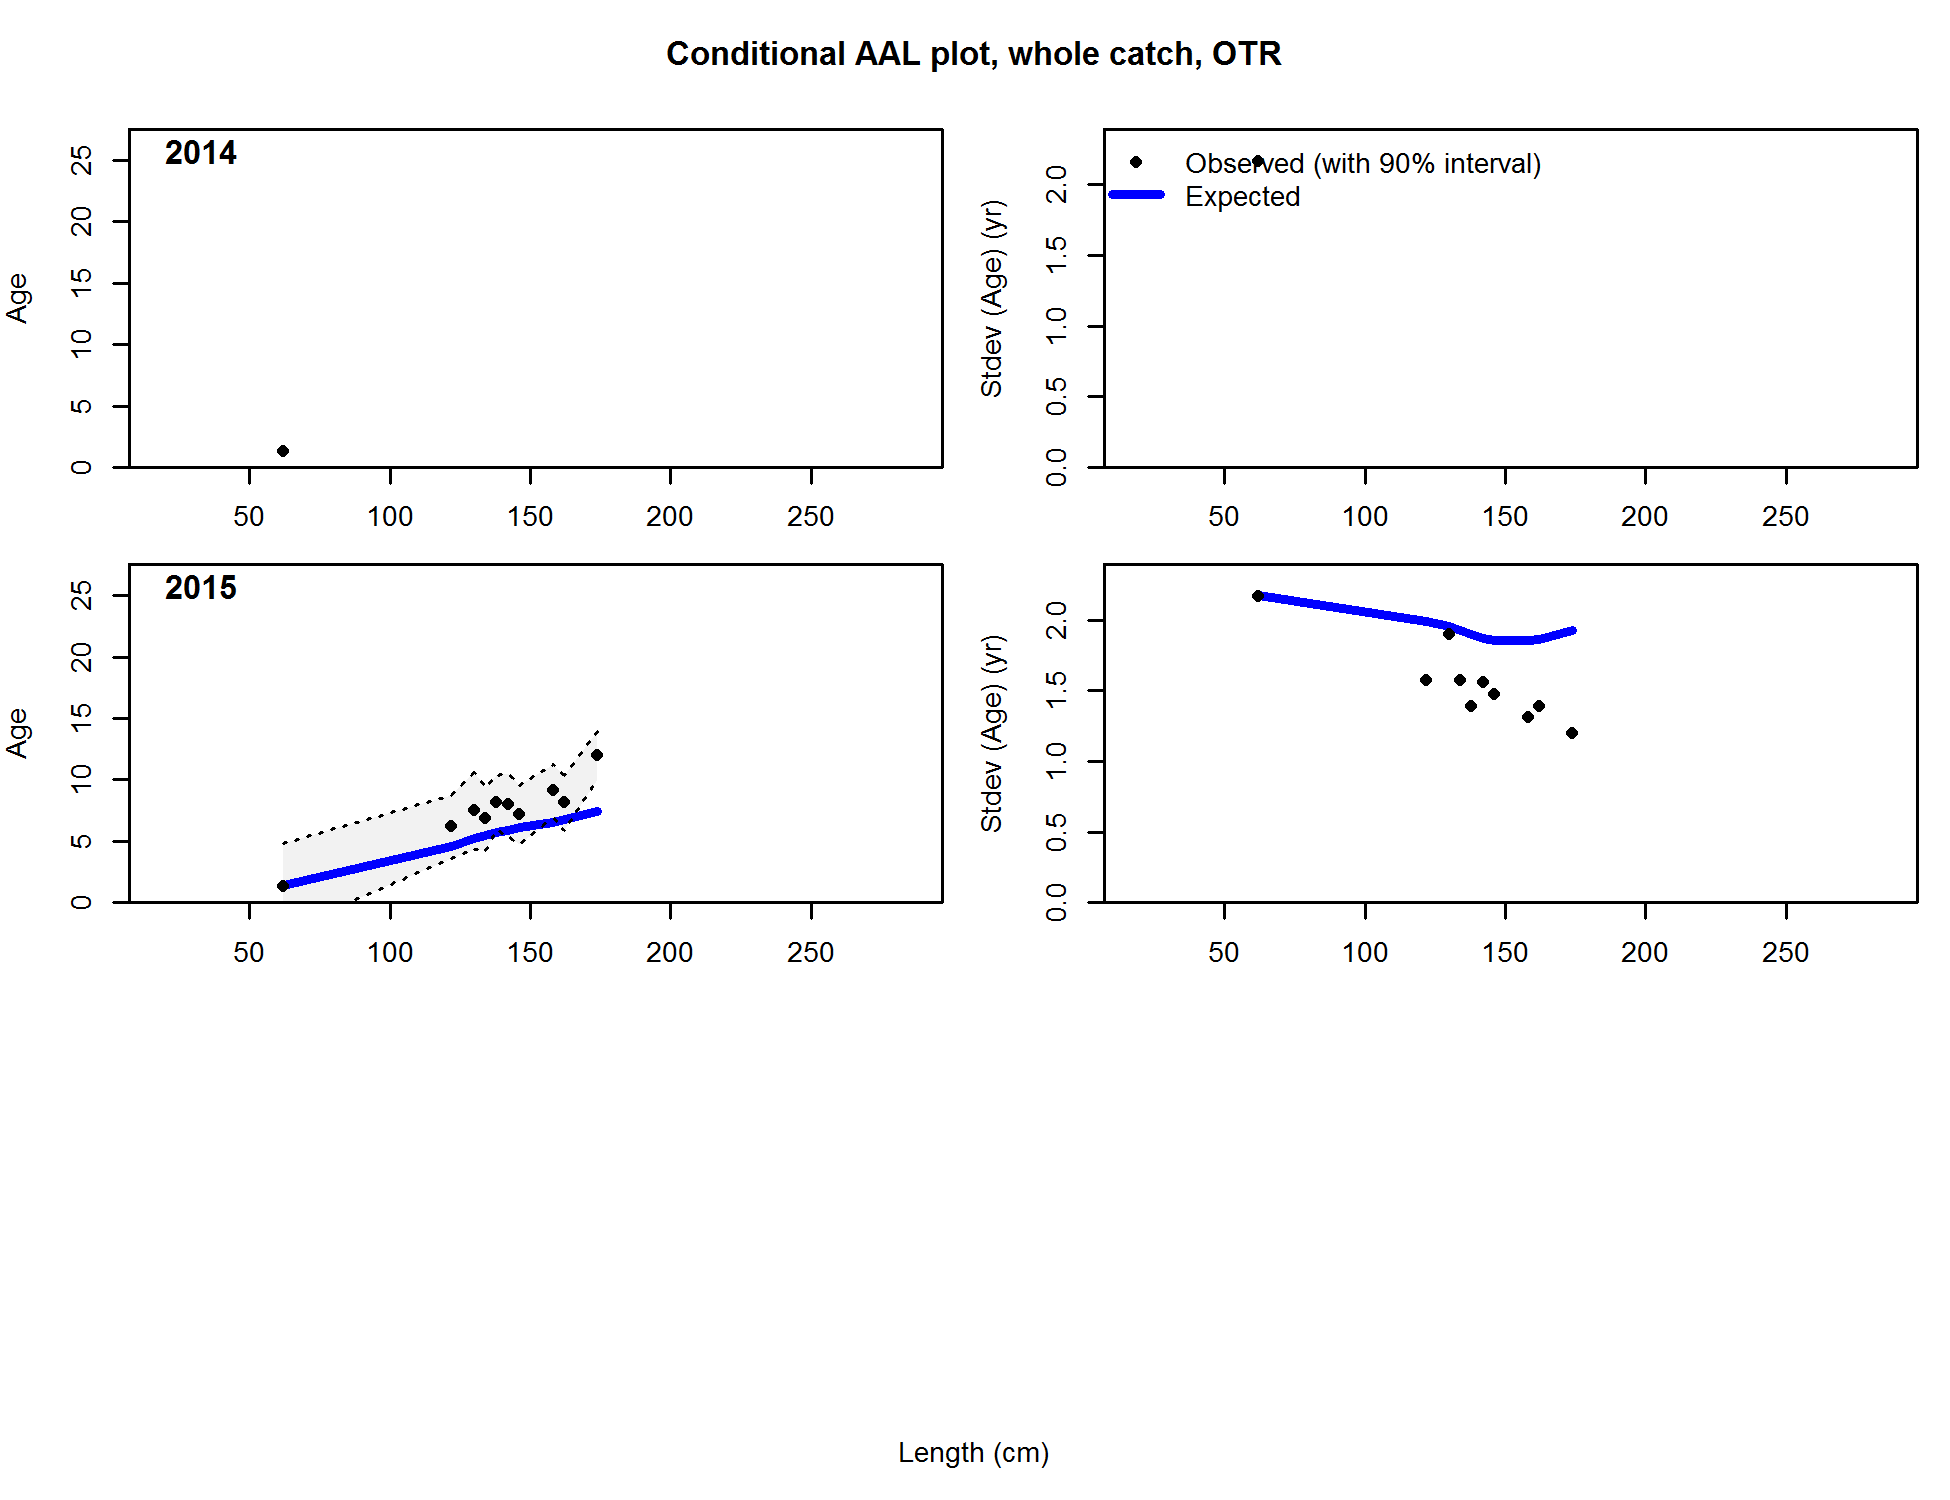 Conditional AAL plot, whole catch, OTR
2014
Age
0 5 10 15 20 25
50 100 150 200 250
Observed (with 90% interval)
Expected
Stdev (Age) (yr)
0.0 0.5 1.0 1.5 2.0
50 100 150 200 250
2015
Age
0 5 10 15 20 25
50 100 150 200 250
Stdev (Age) (yr)
0.0 0.5 1.0 1.5 2.0
50 100 150 200 250
Length (cm)